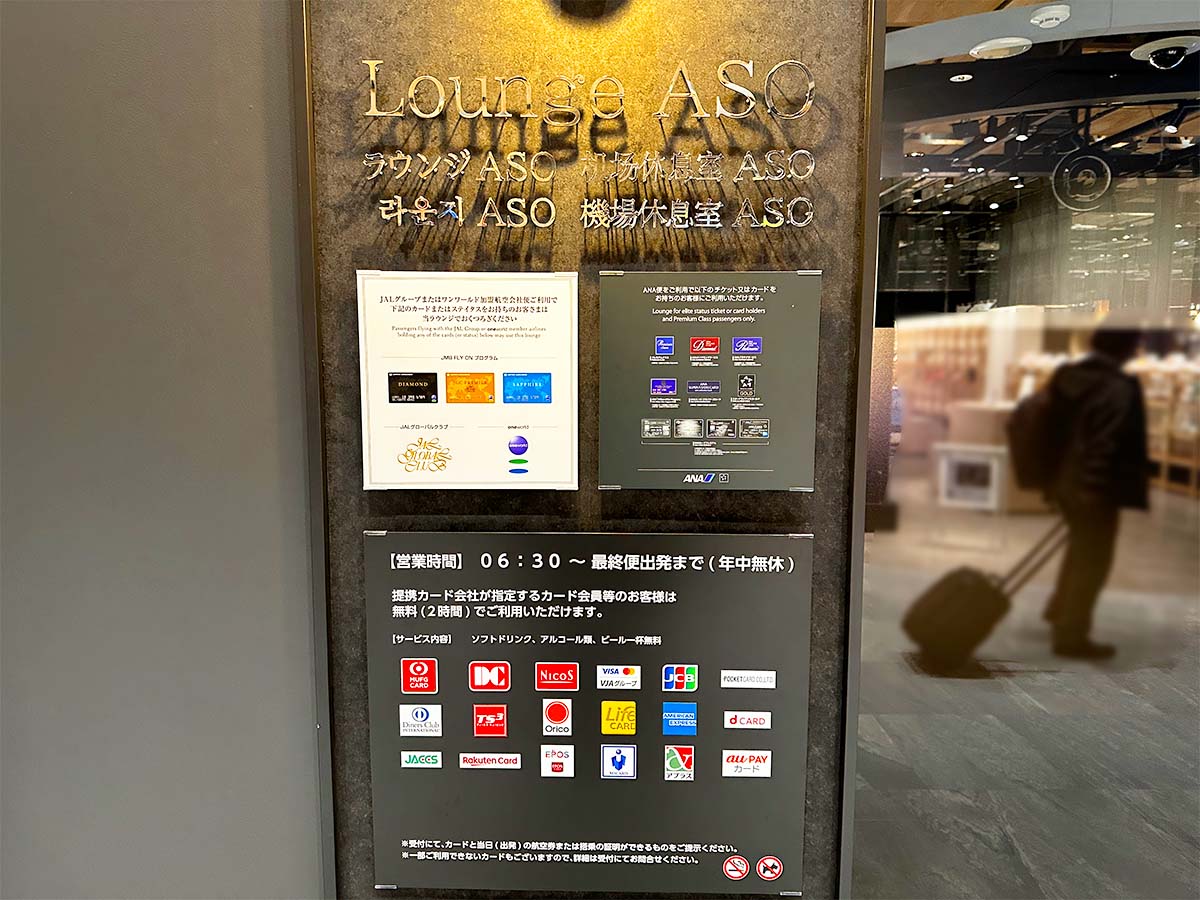 Lounge ASO
ラウンジ ASO 机场休息室 ASO
라운지 ASO 機場休息室 ASO
JALグループまたはワンワールド加盟航空会社便ご利用で
下記のカードまたはステイタスをお持ちのお客さまは
当ラウンジでおくつろぎください
Passengers flying with the JAL Group or oneworld member airlines
holding any of the cards (or status) below may use this lounge
JMB FLY ON プログラム
DIAMOND
JGC PREMIER
SAPPHIRE
JALグローバルクラブ
oneworld
JAL
GLOBAL
CLUB
oneworld
ANA便をご利用で以下のチケット又はカードを
お持ちのお客様にご利用いただけます。
Lounge for elite status ticket or card holders
and Premium Class passengers only.
Diamond
Platinum
GOLD
ANA
【営業時間】 06:30 ～ 最終便出発まで ( 年中無休 )
提携カード会社が指定するカード会員等のお客様は
無料 ( 2時間 ) でご利用いただけます。
【サービス内容】 ソフトドリンク、アルコール類、ビール一杯無料
MUFG CARD
DC
NICOS
VISA
VJAグループ
JCB
POCKETCARD CO.,LTD.
Diners Club
INTERNATIONAL
TS3
Orico
Life
CARD
AMERICAN
EXPRESS
d CARD
JACCS
Rakuten Card
EPOS
アプラス
au PAY
カード
※受付にて、カードと当日 ( 出発 ) の航空券または搭乗の証明ができるものをご提示ください。
※一部ご利用できないカードもございますので、詳細は受付にてお問合せください。